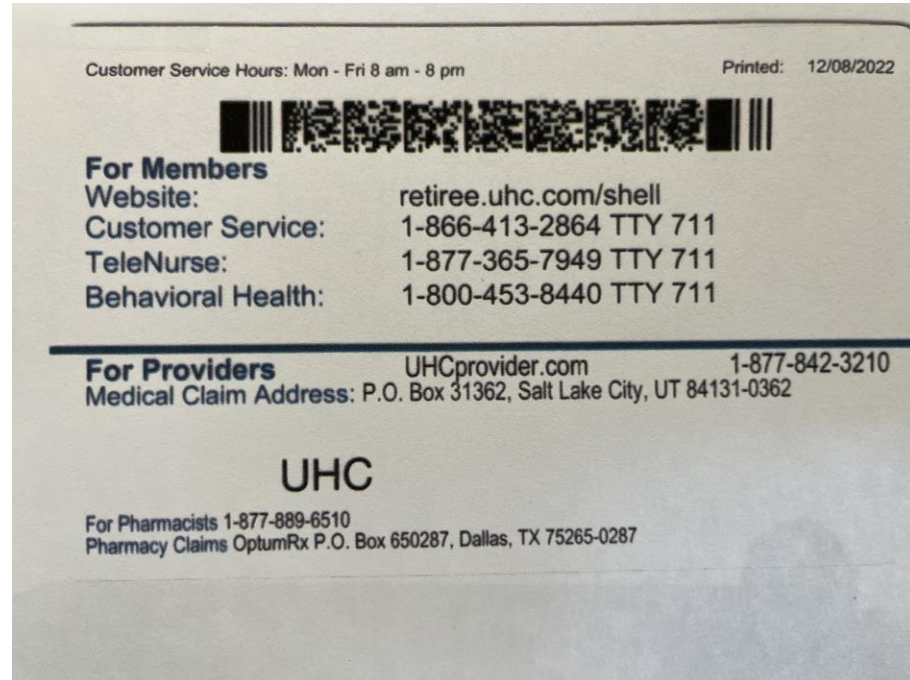 Customer Service Hours: Mon - Fri 8 am - 8 pm Printed: 12/08/2022
For Members
Website: retiree.uhc.com/shell
Customer Service: 1-866-413-2864 TTY 711
TeleNurse: 1-877-365-7949 TTY 711
Behavioral Health: 1-800-453-8440 TTY 711
For Providers UHCprovider.com 1-877-842-3210
Medical Claim Address: P.O. Box 31362, Salt Lake City, UT 84131-0362
UHC
For Pharmacists 1-877-889-6510
Pharmacy Claims OptumRx P.O. Box 650287, Dallas, TX 75265-0287